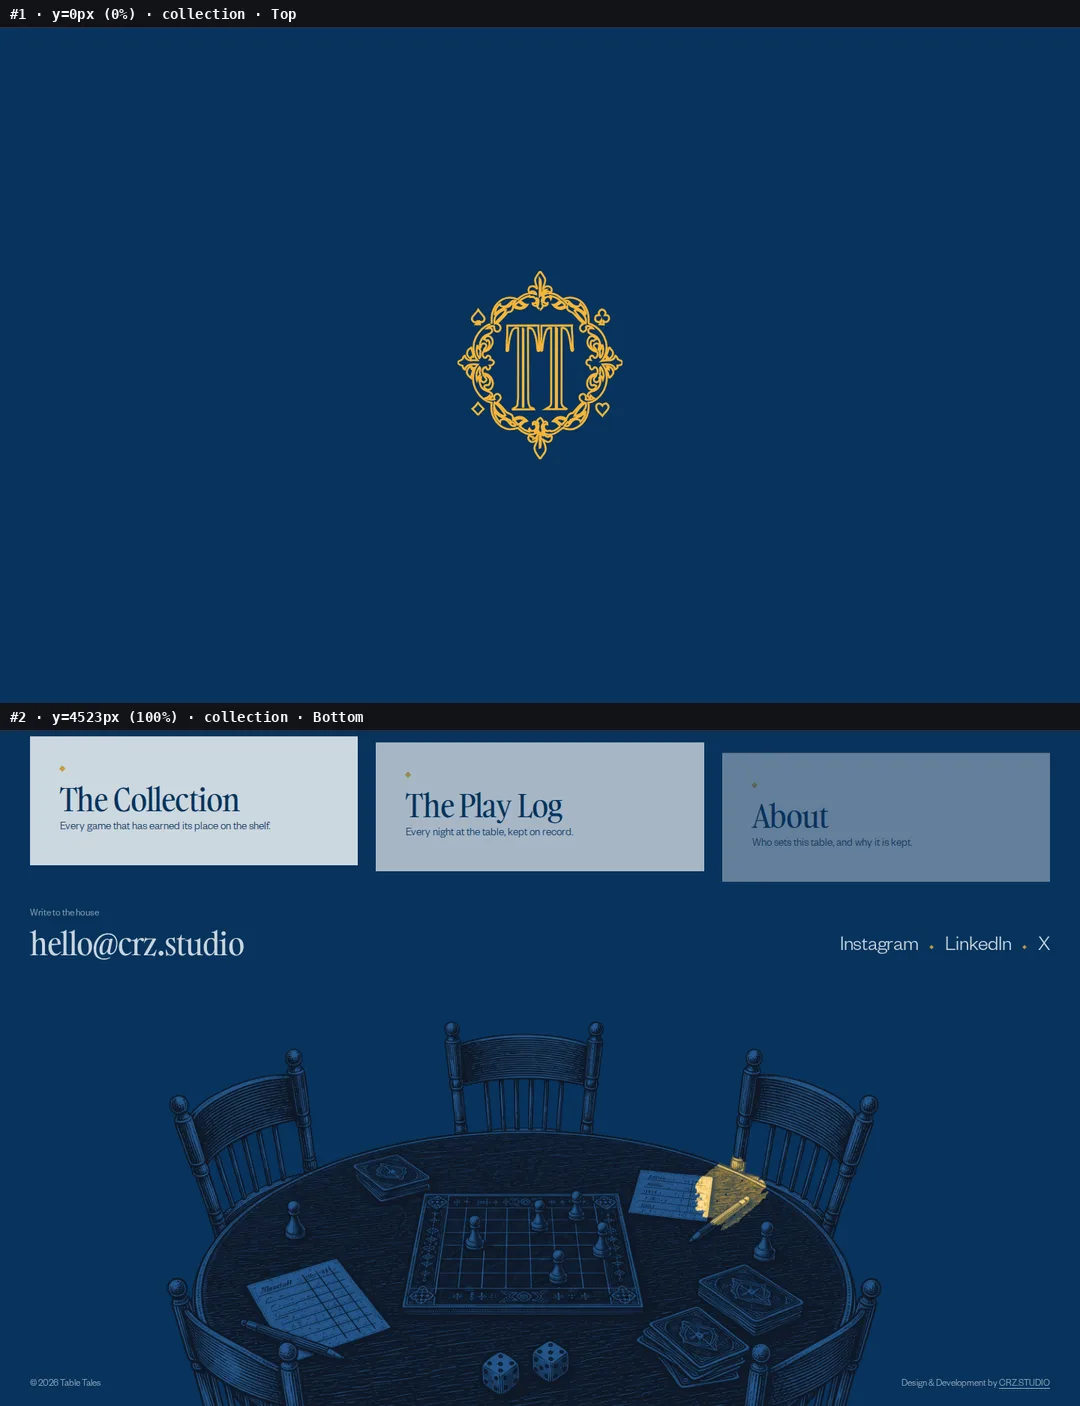 #1 · y=0px (0%) · collection · Top
TT
#2 · y=4523px (100%) · collection · Bottom
The Collection
Every game that has earned its place on the shelf.
The Play Log
Every night at the table, kept on record.
About
Who sets this table, and why it is kept.
Write to the house
hello@crz.studio
Instagram
LinkedIn
X
© 2026 Table Tales
Design & Development by CRZ.STUDIO